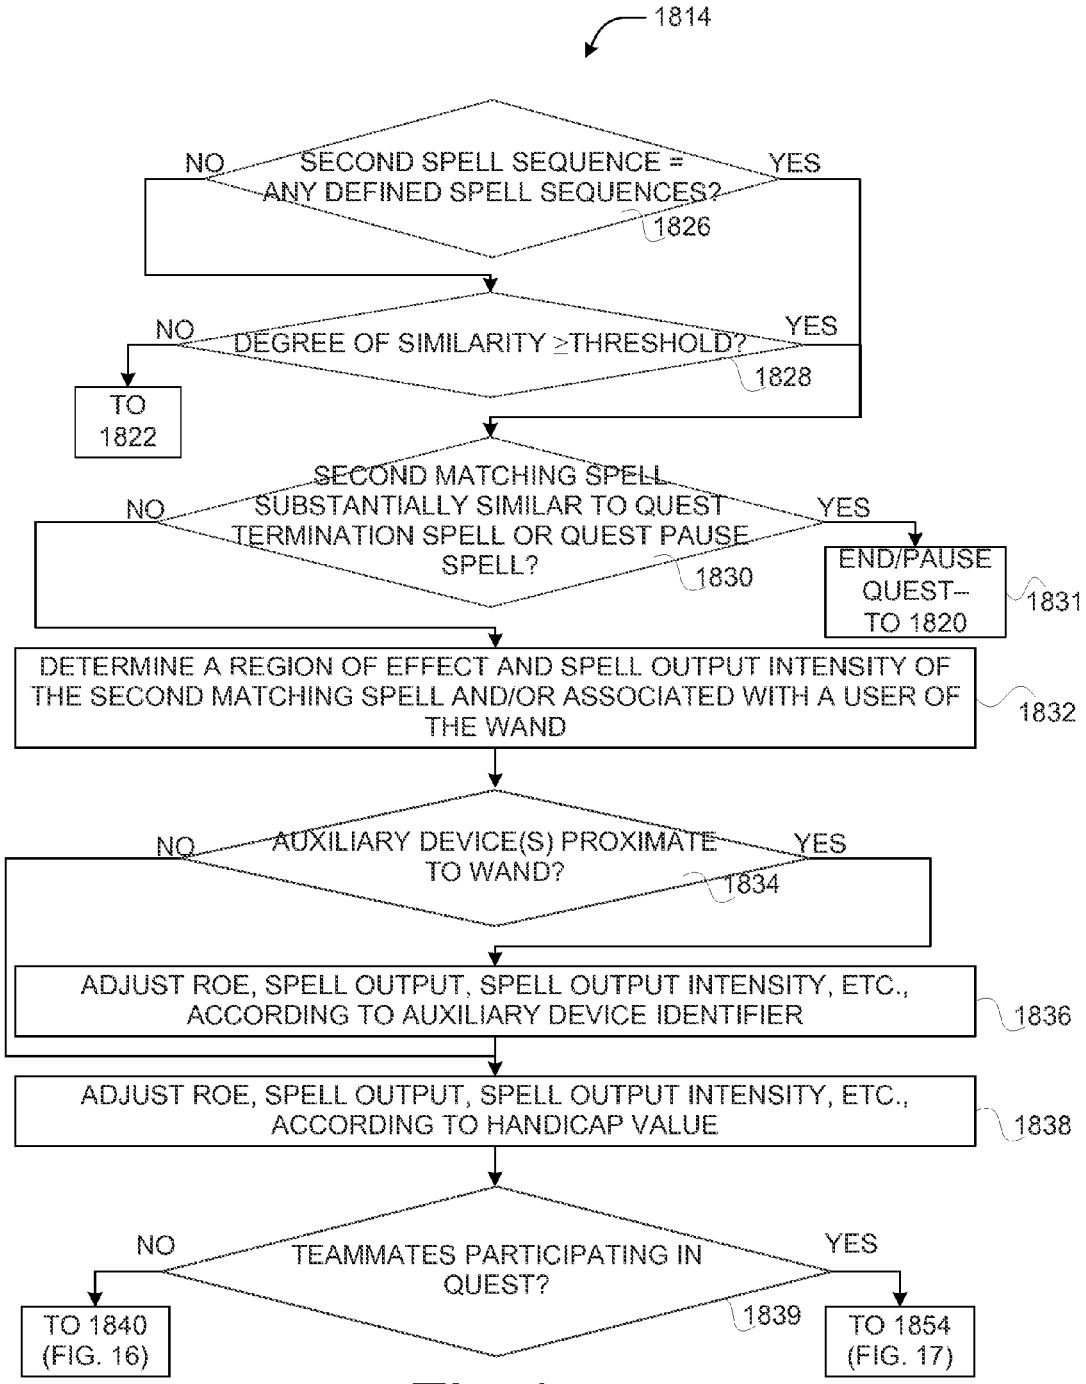 1814
SECOND SPELL SEQUENCE =
ANY DEFINED SPELL SEQUENCES?
NO
YES
1826
DEGREE OF SIMILARITY ≥THRESHOLD?
NO
YES
1828
TO
1822
SECOND MATCHING SPELL
SUBSTANTIALLY SIMILAR TO QUEST
TERMINATION SPELL OR QUEST PAUSE
SPELL?
NO
YES
1830
END/PAUSE
QUEST–
TO 1820
1831
DETERMINE A REGION OF EFFECT AND SPELL OUTPUT INTENSITY OF
THE SECOND MATCHING SPELL AND/OR ASSOCIATED WITH A USER OF
THE WAND
1832
AUXILIARY DEVICE(S) PROXIMATE
TO WAND?
NO
YES
1834
ADJUST ROE, SPELL OUTPUT, SPELL OUTPUT INTENSITY, ETC.,
ACCORDING TO AUXILIARY DEVICE IDENTIFIER
1836
ADJUST ROE, SPELL OUTPUT, SPELL OUTPUT INTENSITY, ETC.,
ACCORDING TO HANDICAP VALUE
1838
TEAMMATES PARTICIPATING IN
QUEST?
NO
YES
1839
TO 1840
(FIG. 16)
TO 1854
(FIG. 17)